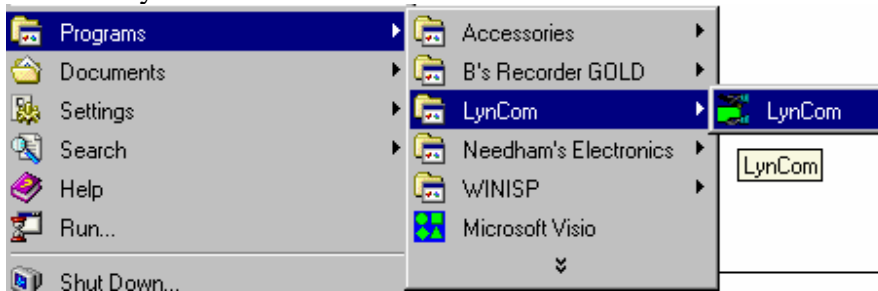 Programs
Documents
Settings
Search
Help
Run...
Shut Down...
Accessories
B's Recorder GOLD
LynCom
Needham's Electronics
WINISP
Microsoft Visio
LynCom
LynCom